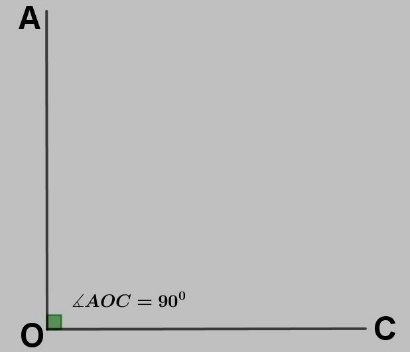 A
∡AOC = 90⁰
O
C